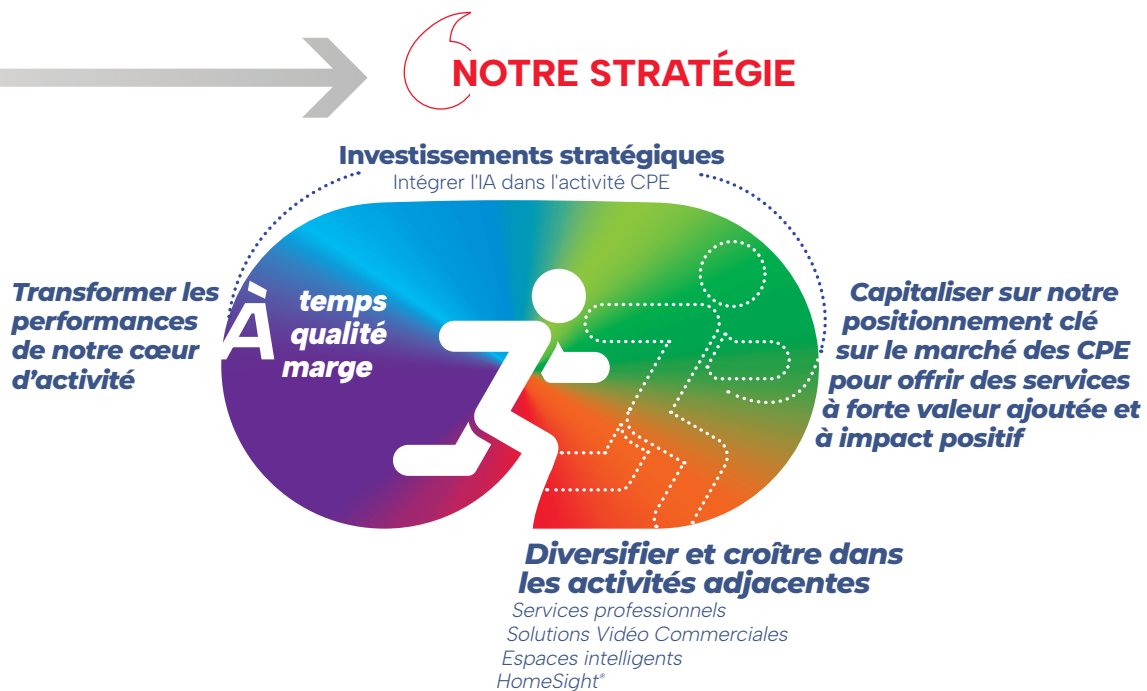 NOTRE STRATÉGIE
Investissements stratégiques
Intégrer l'IA dans l'activité CPE
Transformer les
performances
de notre cœur
d'activité
À temps
qualité
marge
Capitaliser sur notre
positionnement clé
sur le marché des CPE
pour offrir des services
à forte valeur ajoutée et
à impact positif
Diversifier et croître dans
les activités adjacentes
Services professionnels
Solutions Vidéo Commerciales
Espaces intelligents
HomeSight®